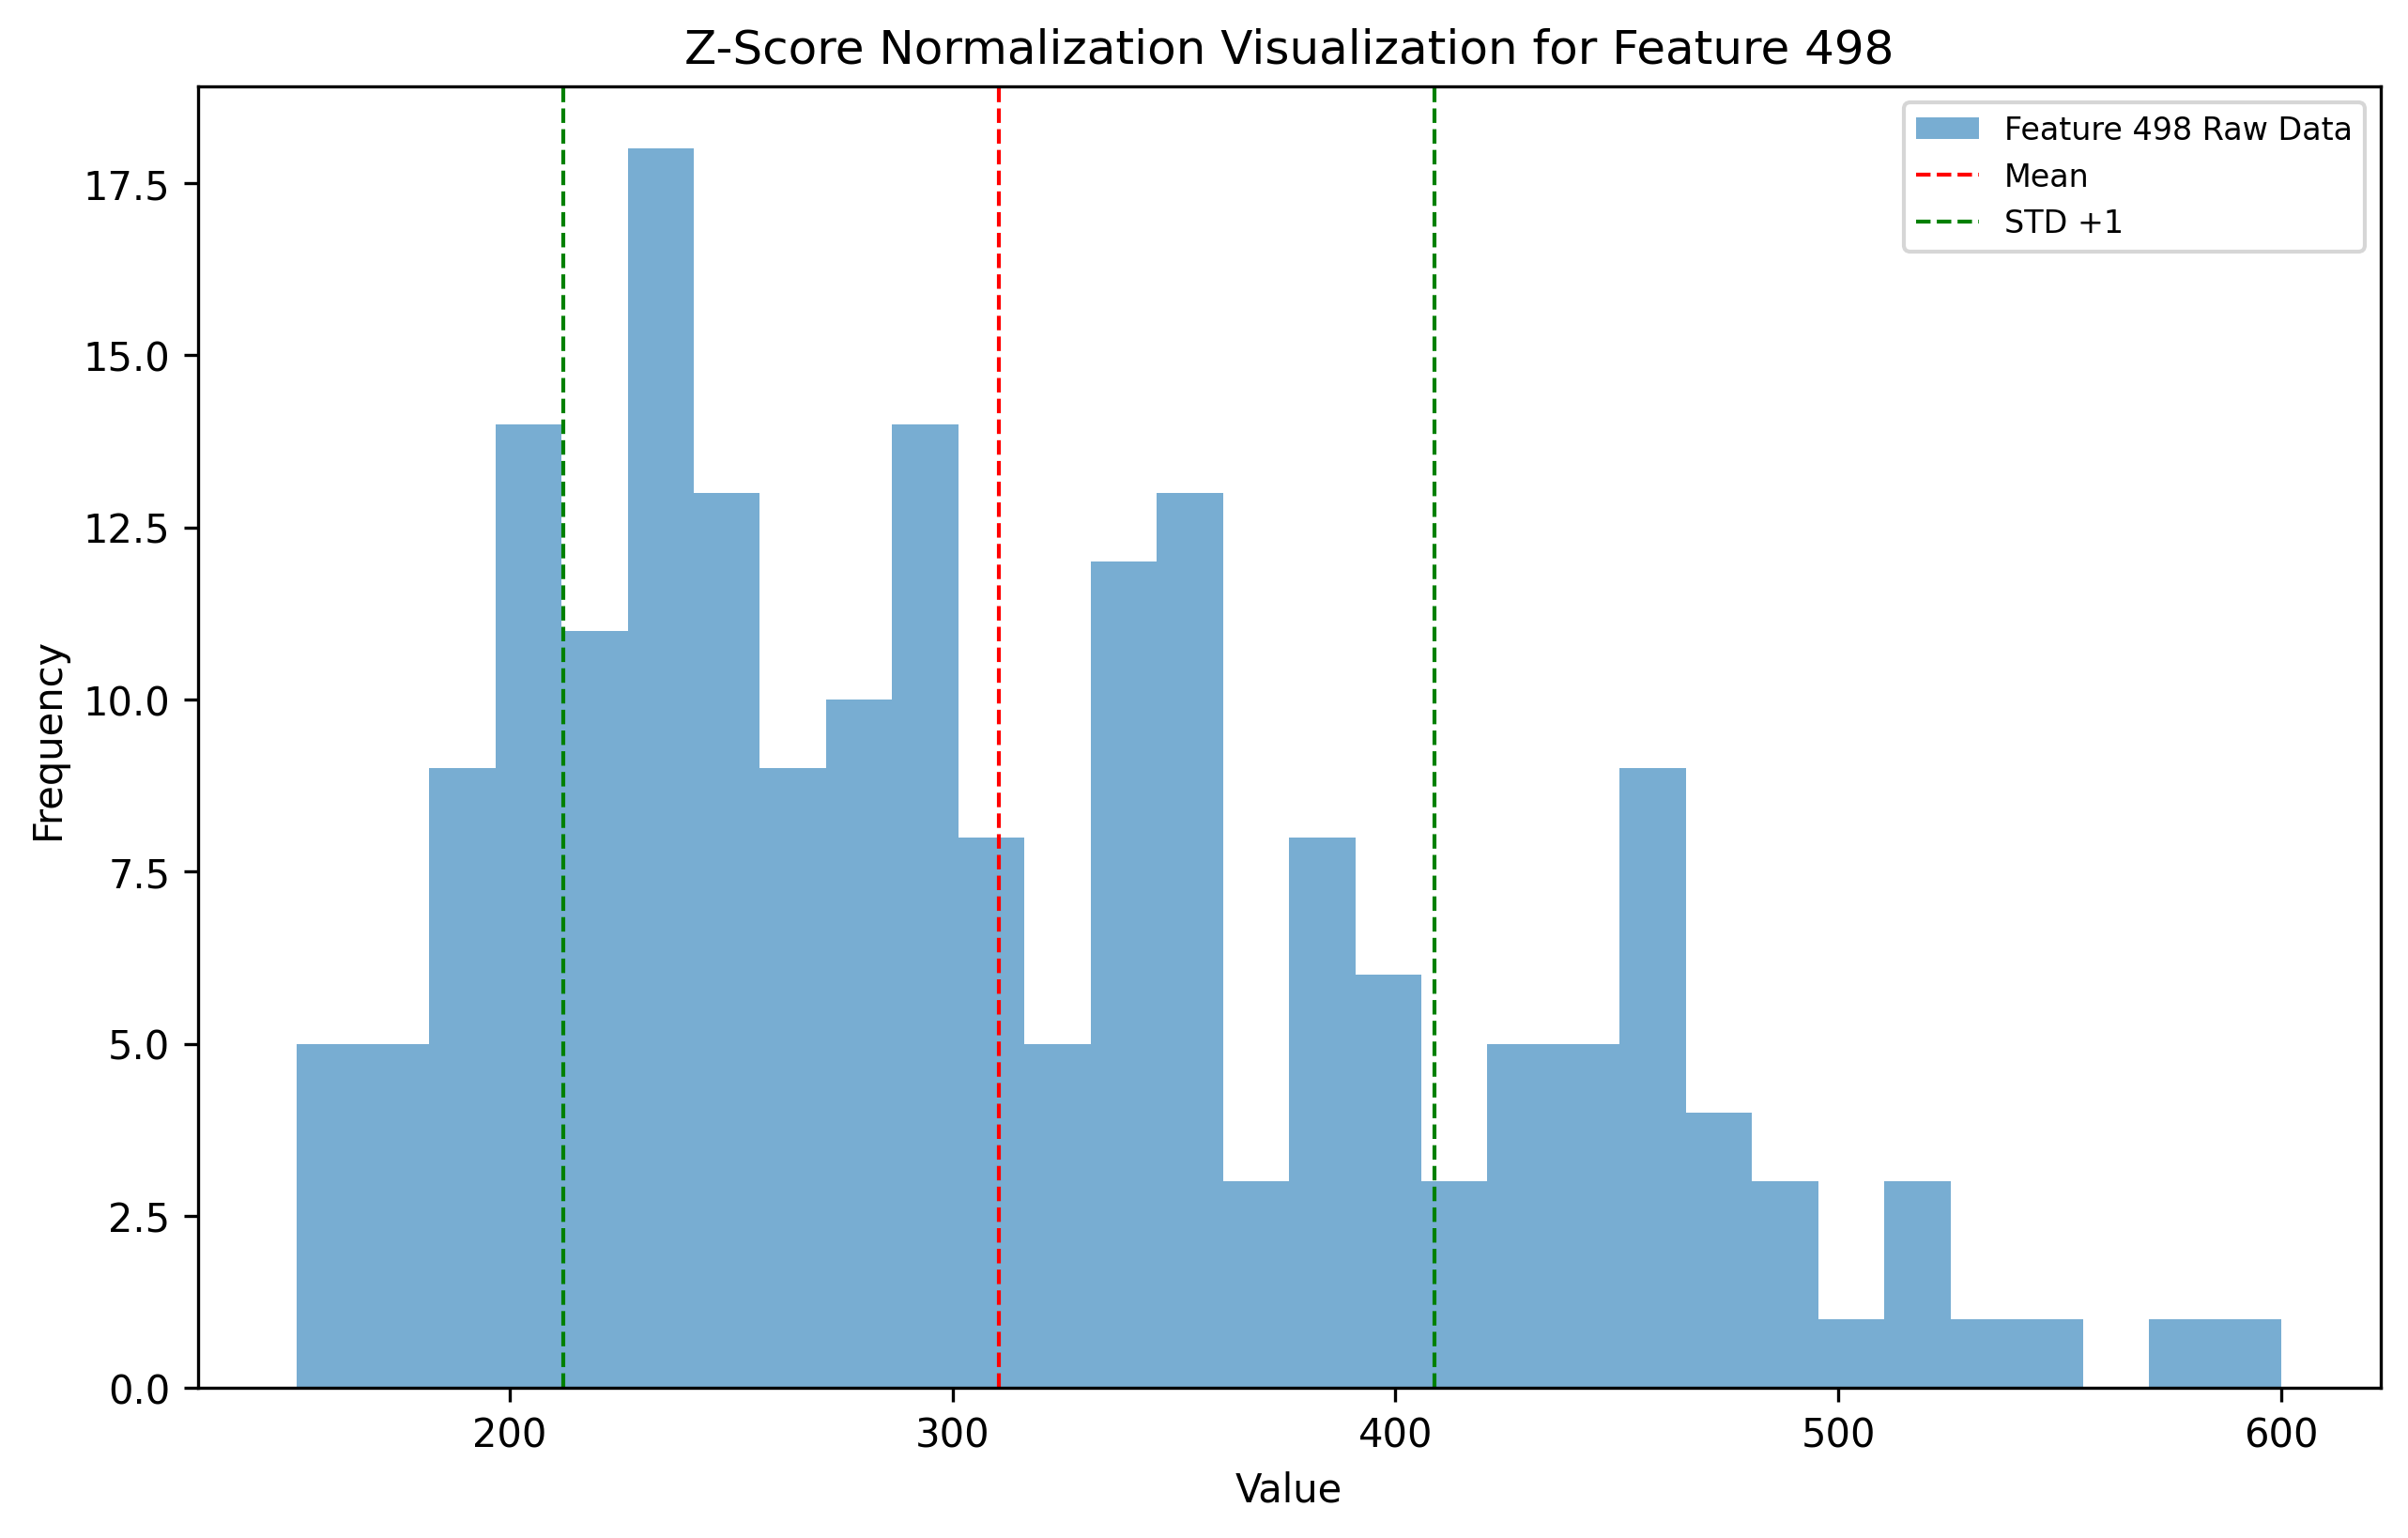 Z-Score Normalization Visualization for Feature 498
Feature 498 Raw Data
Mean
STD +1
Frequency
17.5
15.0
12.5
10.0
7.5
5.0
2.5
0.0
200 300 400 500 600
Value